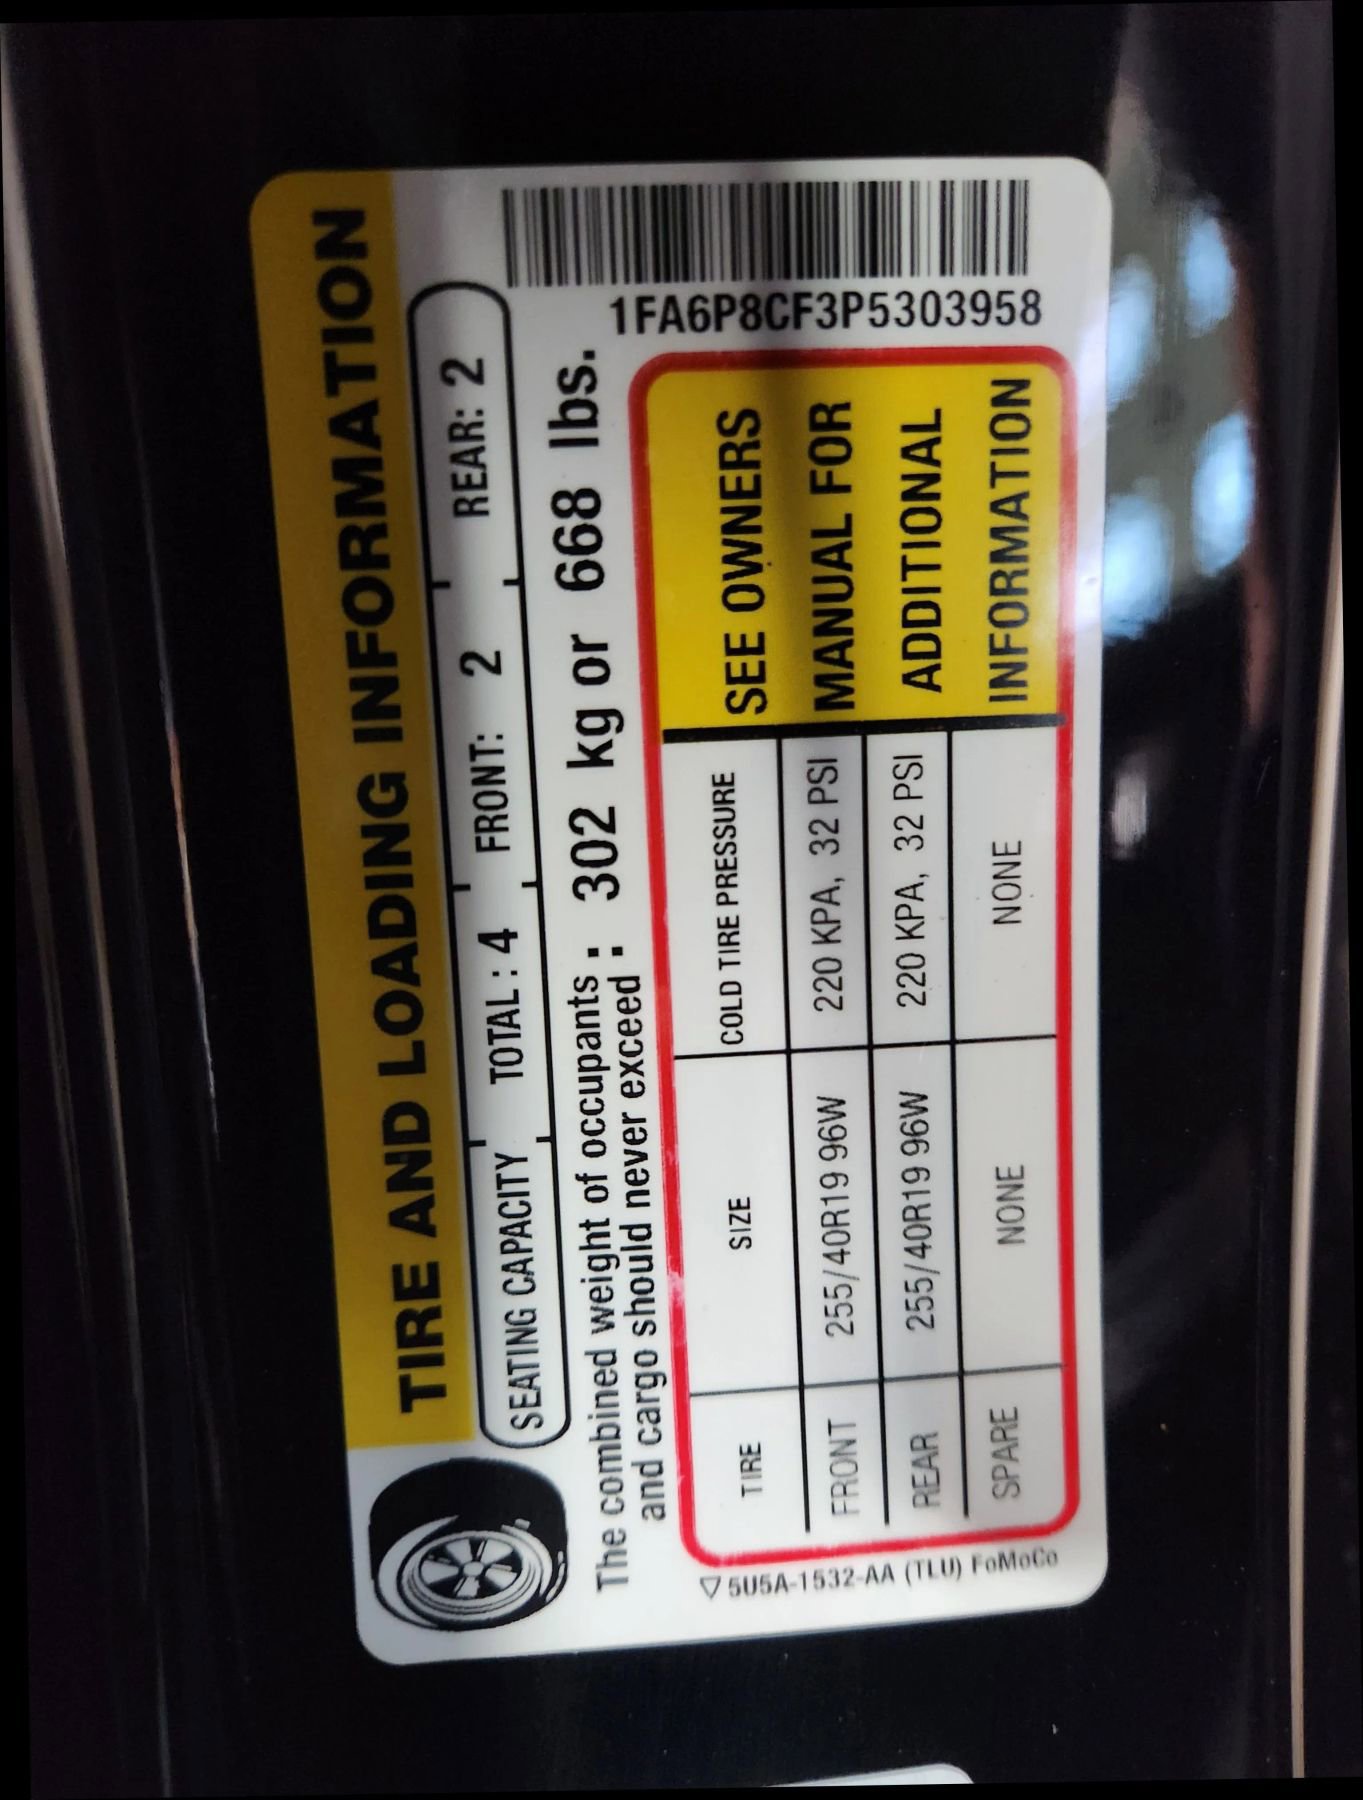 TIRE AND LOADING INFORMATION
SEATING CAPACITY TOTAL : 4 FRONT: 2 REAR: 2
The combined weight of occupants : 302 kg or 668 lbs.
and cargo should never exceed :
1FA6P8CF3P5303958
TIRE SIZE COLD TIRE PRESSURE
FRONT 255/40R19 96W 220 KPA, 32 PSI
REAR 255/40R19 96W 220 KPA, 32 PSI
SPARE NONE NONE
SEE OWNERS
MANUAL FOR
ADDITIONAL
INFORMATION
5U5A-1532-AA (TLU) FoMoCo